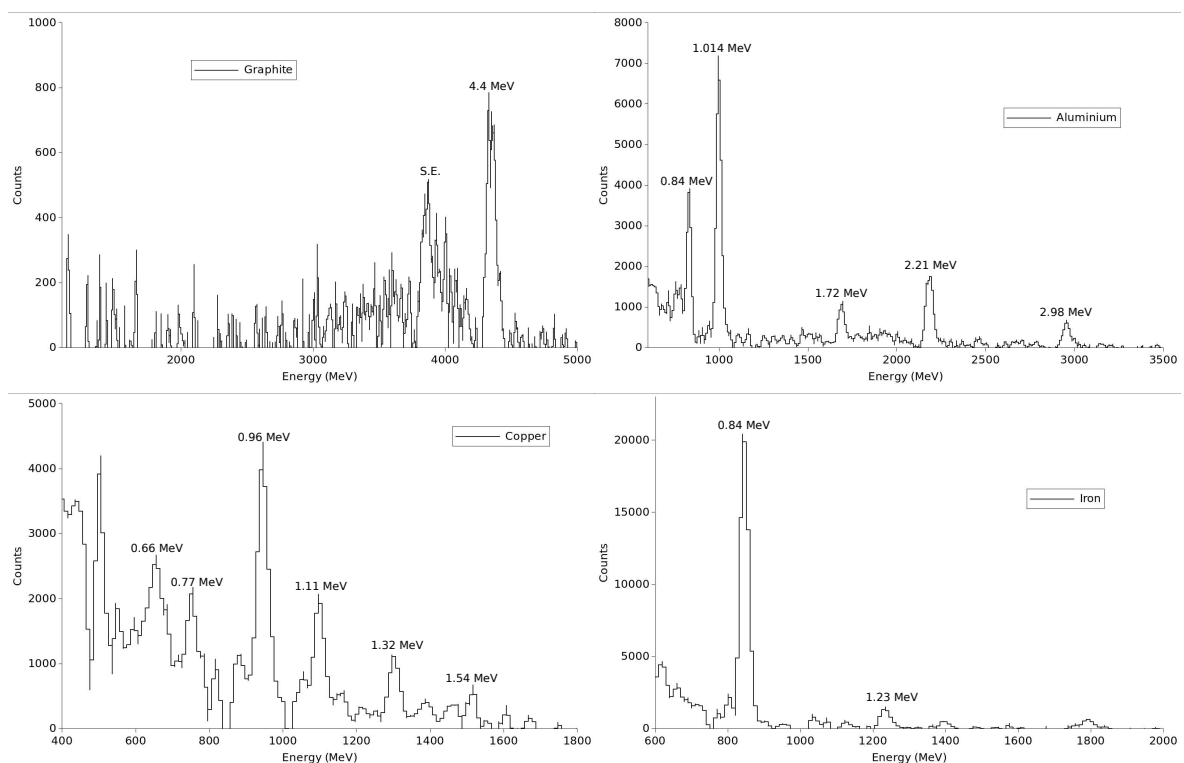 1000
800
600
400
200
0
Counts
Graphite
4.4 MeV
S.E.
2000
3000
4000
5000
Energy (MeV)
8000
7000
6000
5000
4000
3000
2000
1000
0
Counts
1.014 MeV
Aluminium
0.84 MeV
2.21 MeV
1.72 MeV
2.98 MeV
1000
1500
2000
2500
3000
3500
Energy (MeV)
5000
4000
3000
2000
1000
0
Counts
0.96 MeV
Copper
0.66 MeV
0.77 MeV
1.11 MeV
1.32 MeV
1.54 MeV
400
600
800
1000
1200
1400
1600
1800
Energy (MeV)
20000
15000
10000
5000
0
Counts
0.84 MeV
Iron
1.23 MeV
600
800
1000
1200
1400
1600
1800
2000
Energy (MeV)